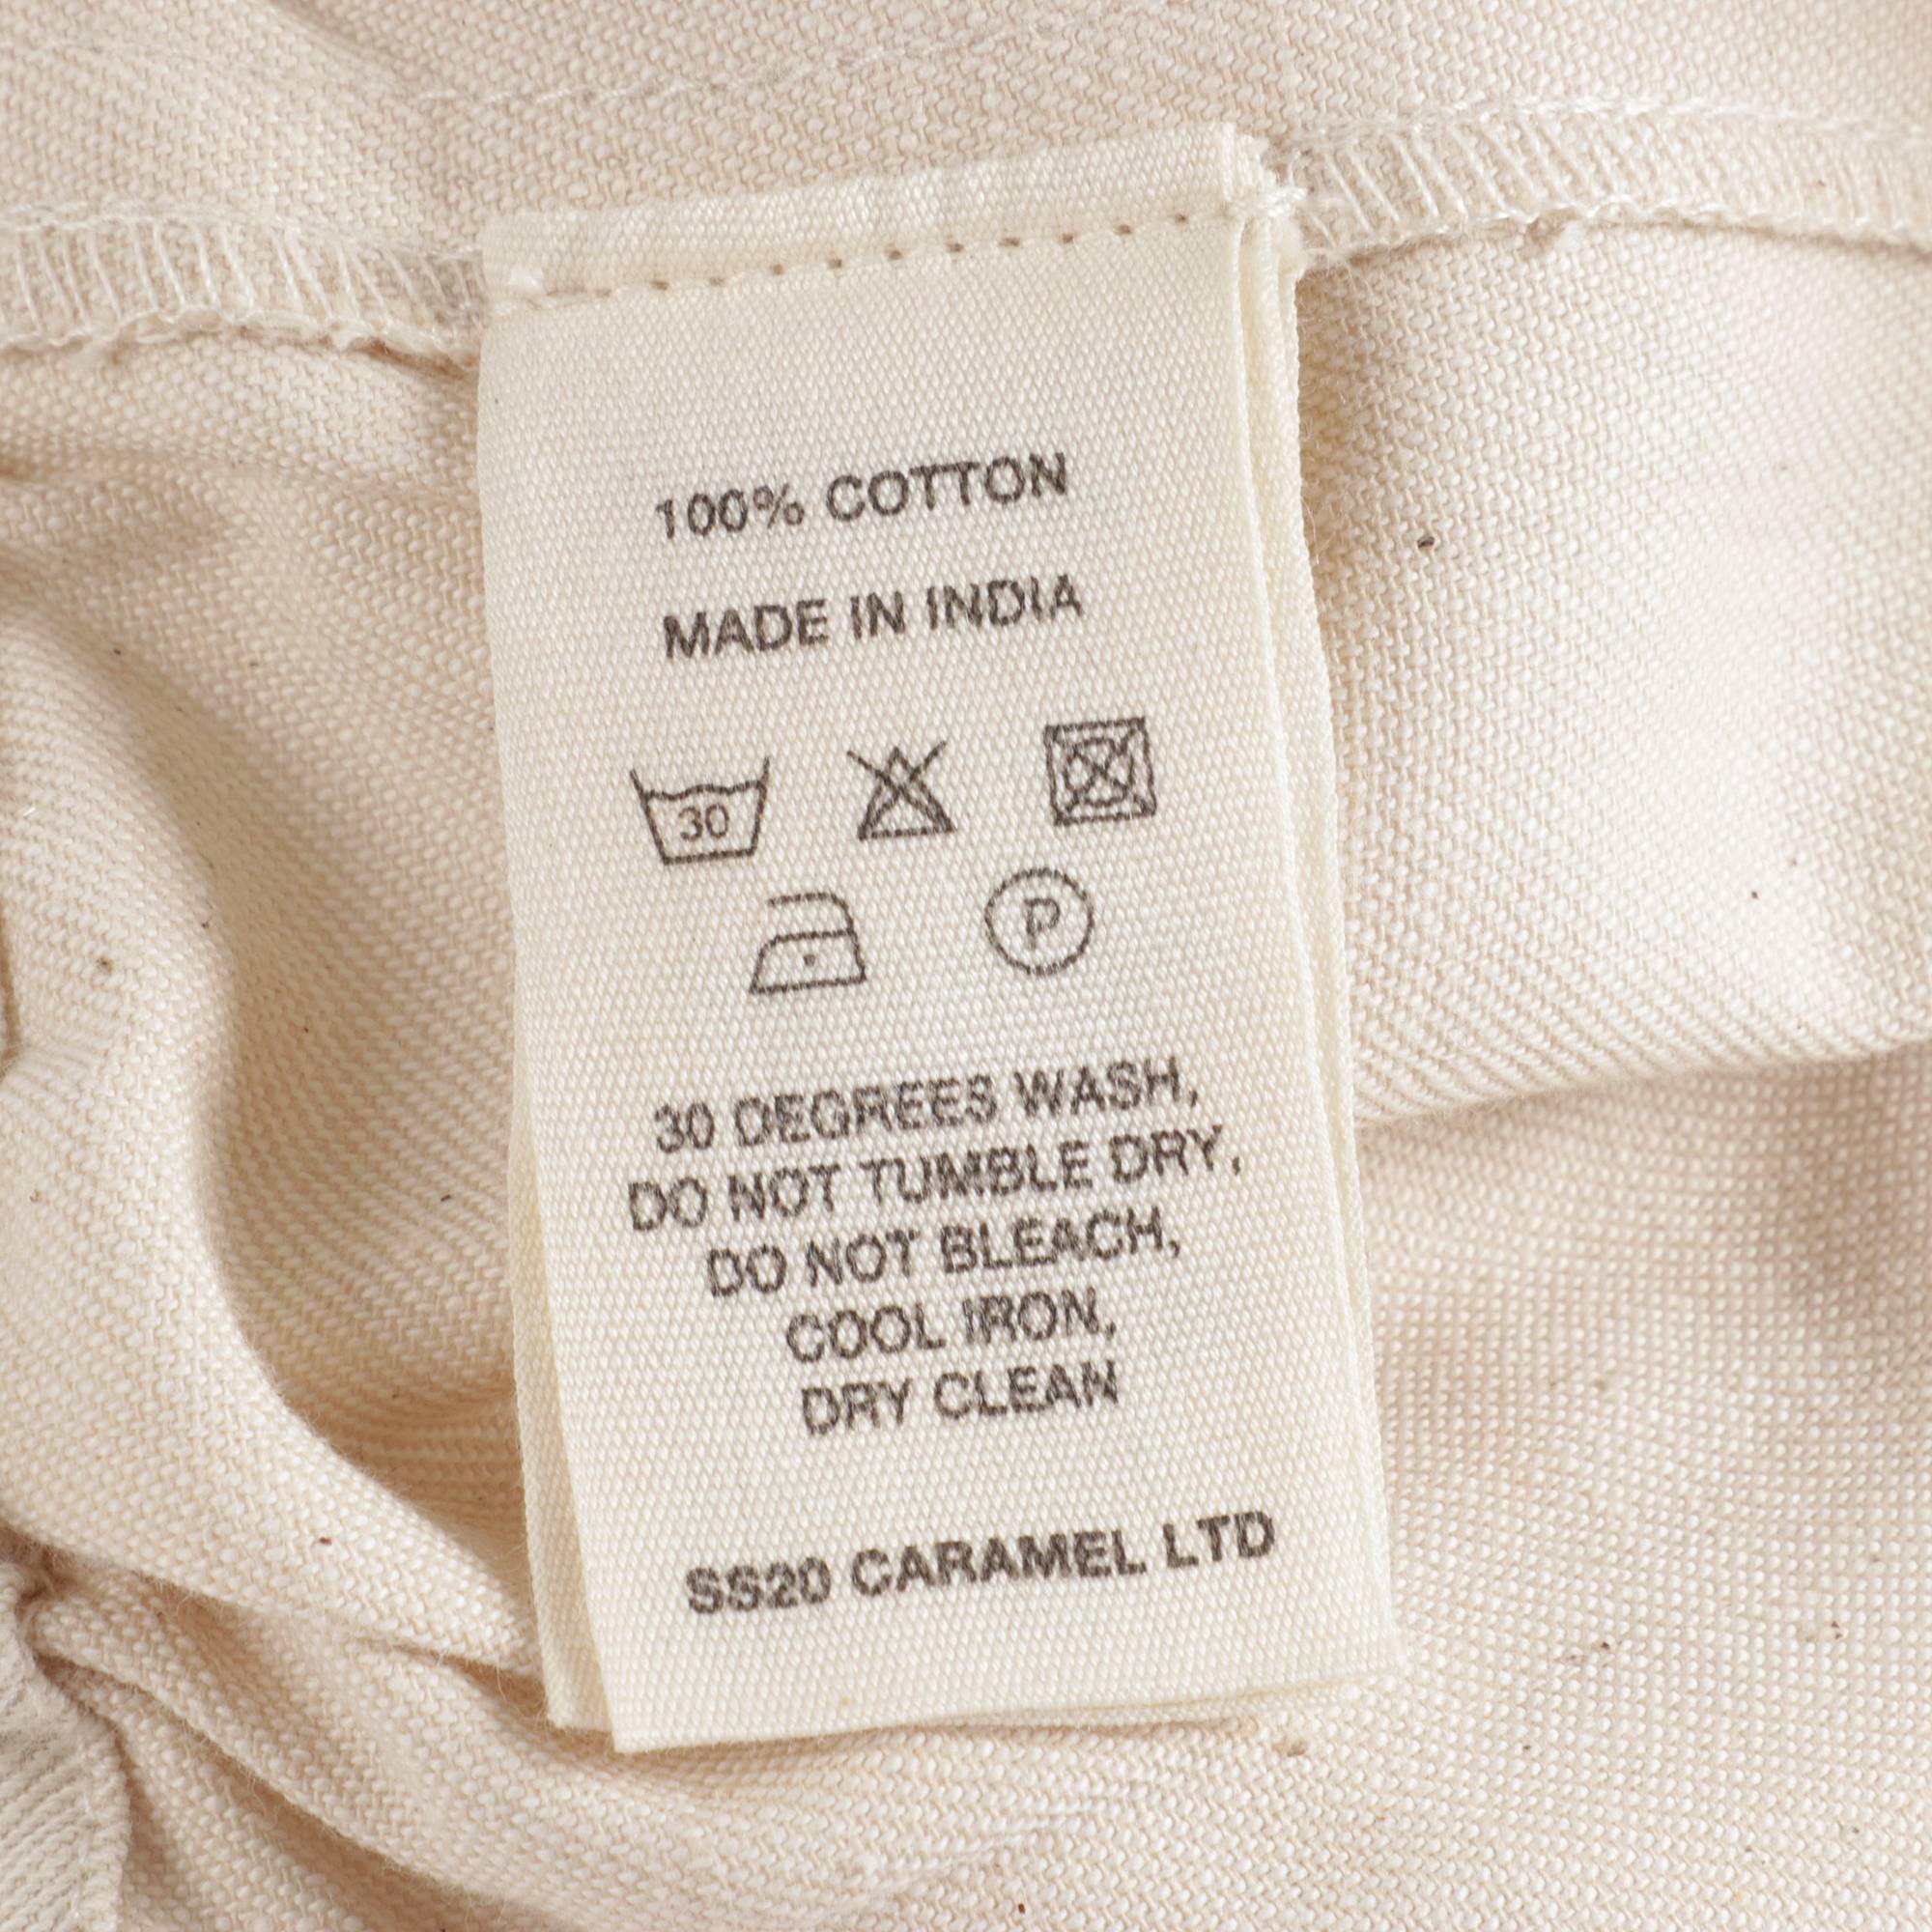 100% COTTON
MADE IN INDIA
30
P
30 DEGREES WASH,
DO NOT TUMBLE DRY,
DO NOT BLEACH,
COOL IRON,
DRY CLEAN
SS20 CARAMEL LTD